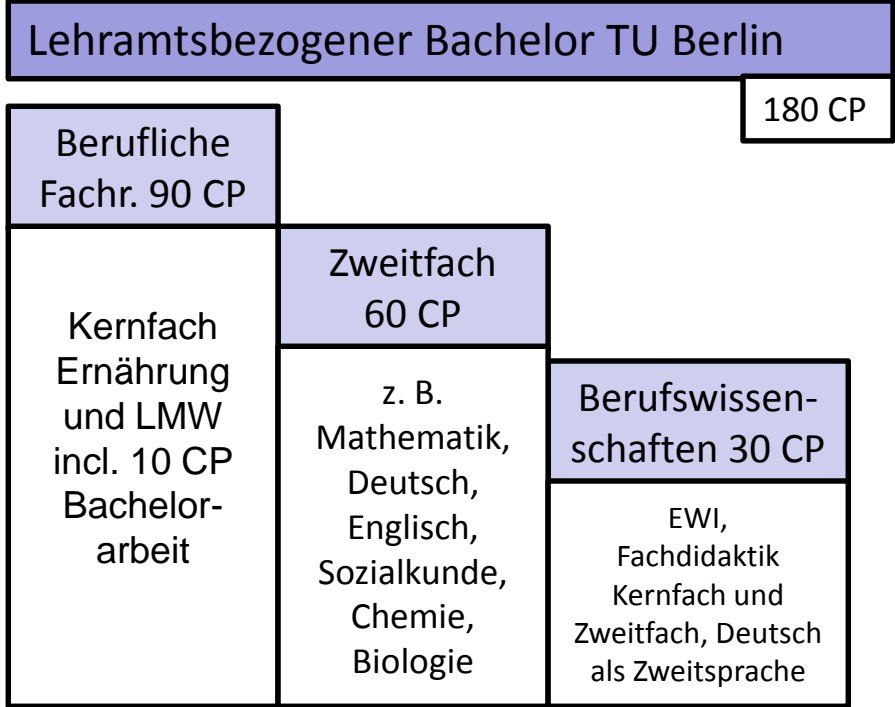 Lehramtsbezogener Bachelor TU Berlin
180 CP
Berufliche
Fachr. 90 CP
Kernfach
Ernährung
und LMW
incl. 10 CP
Bachelor-
arbeit
Zweitfach
60 CP
z. B.
Mathematik,
Deutsch,
Englisch,
Sozialkunde,
Chemie,
Biologie
Berufswissen-
schaften 30 CP
EWI,
Fachdidaktik
Kernfach und
Zweitfach, Deutsch
als Zweitsprache